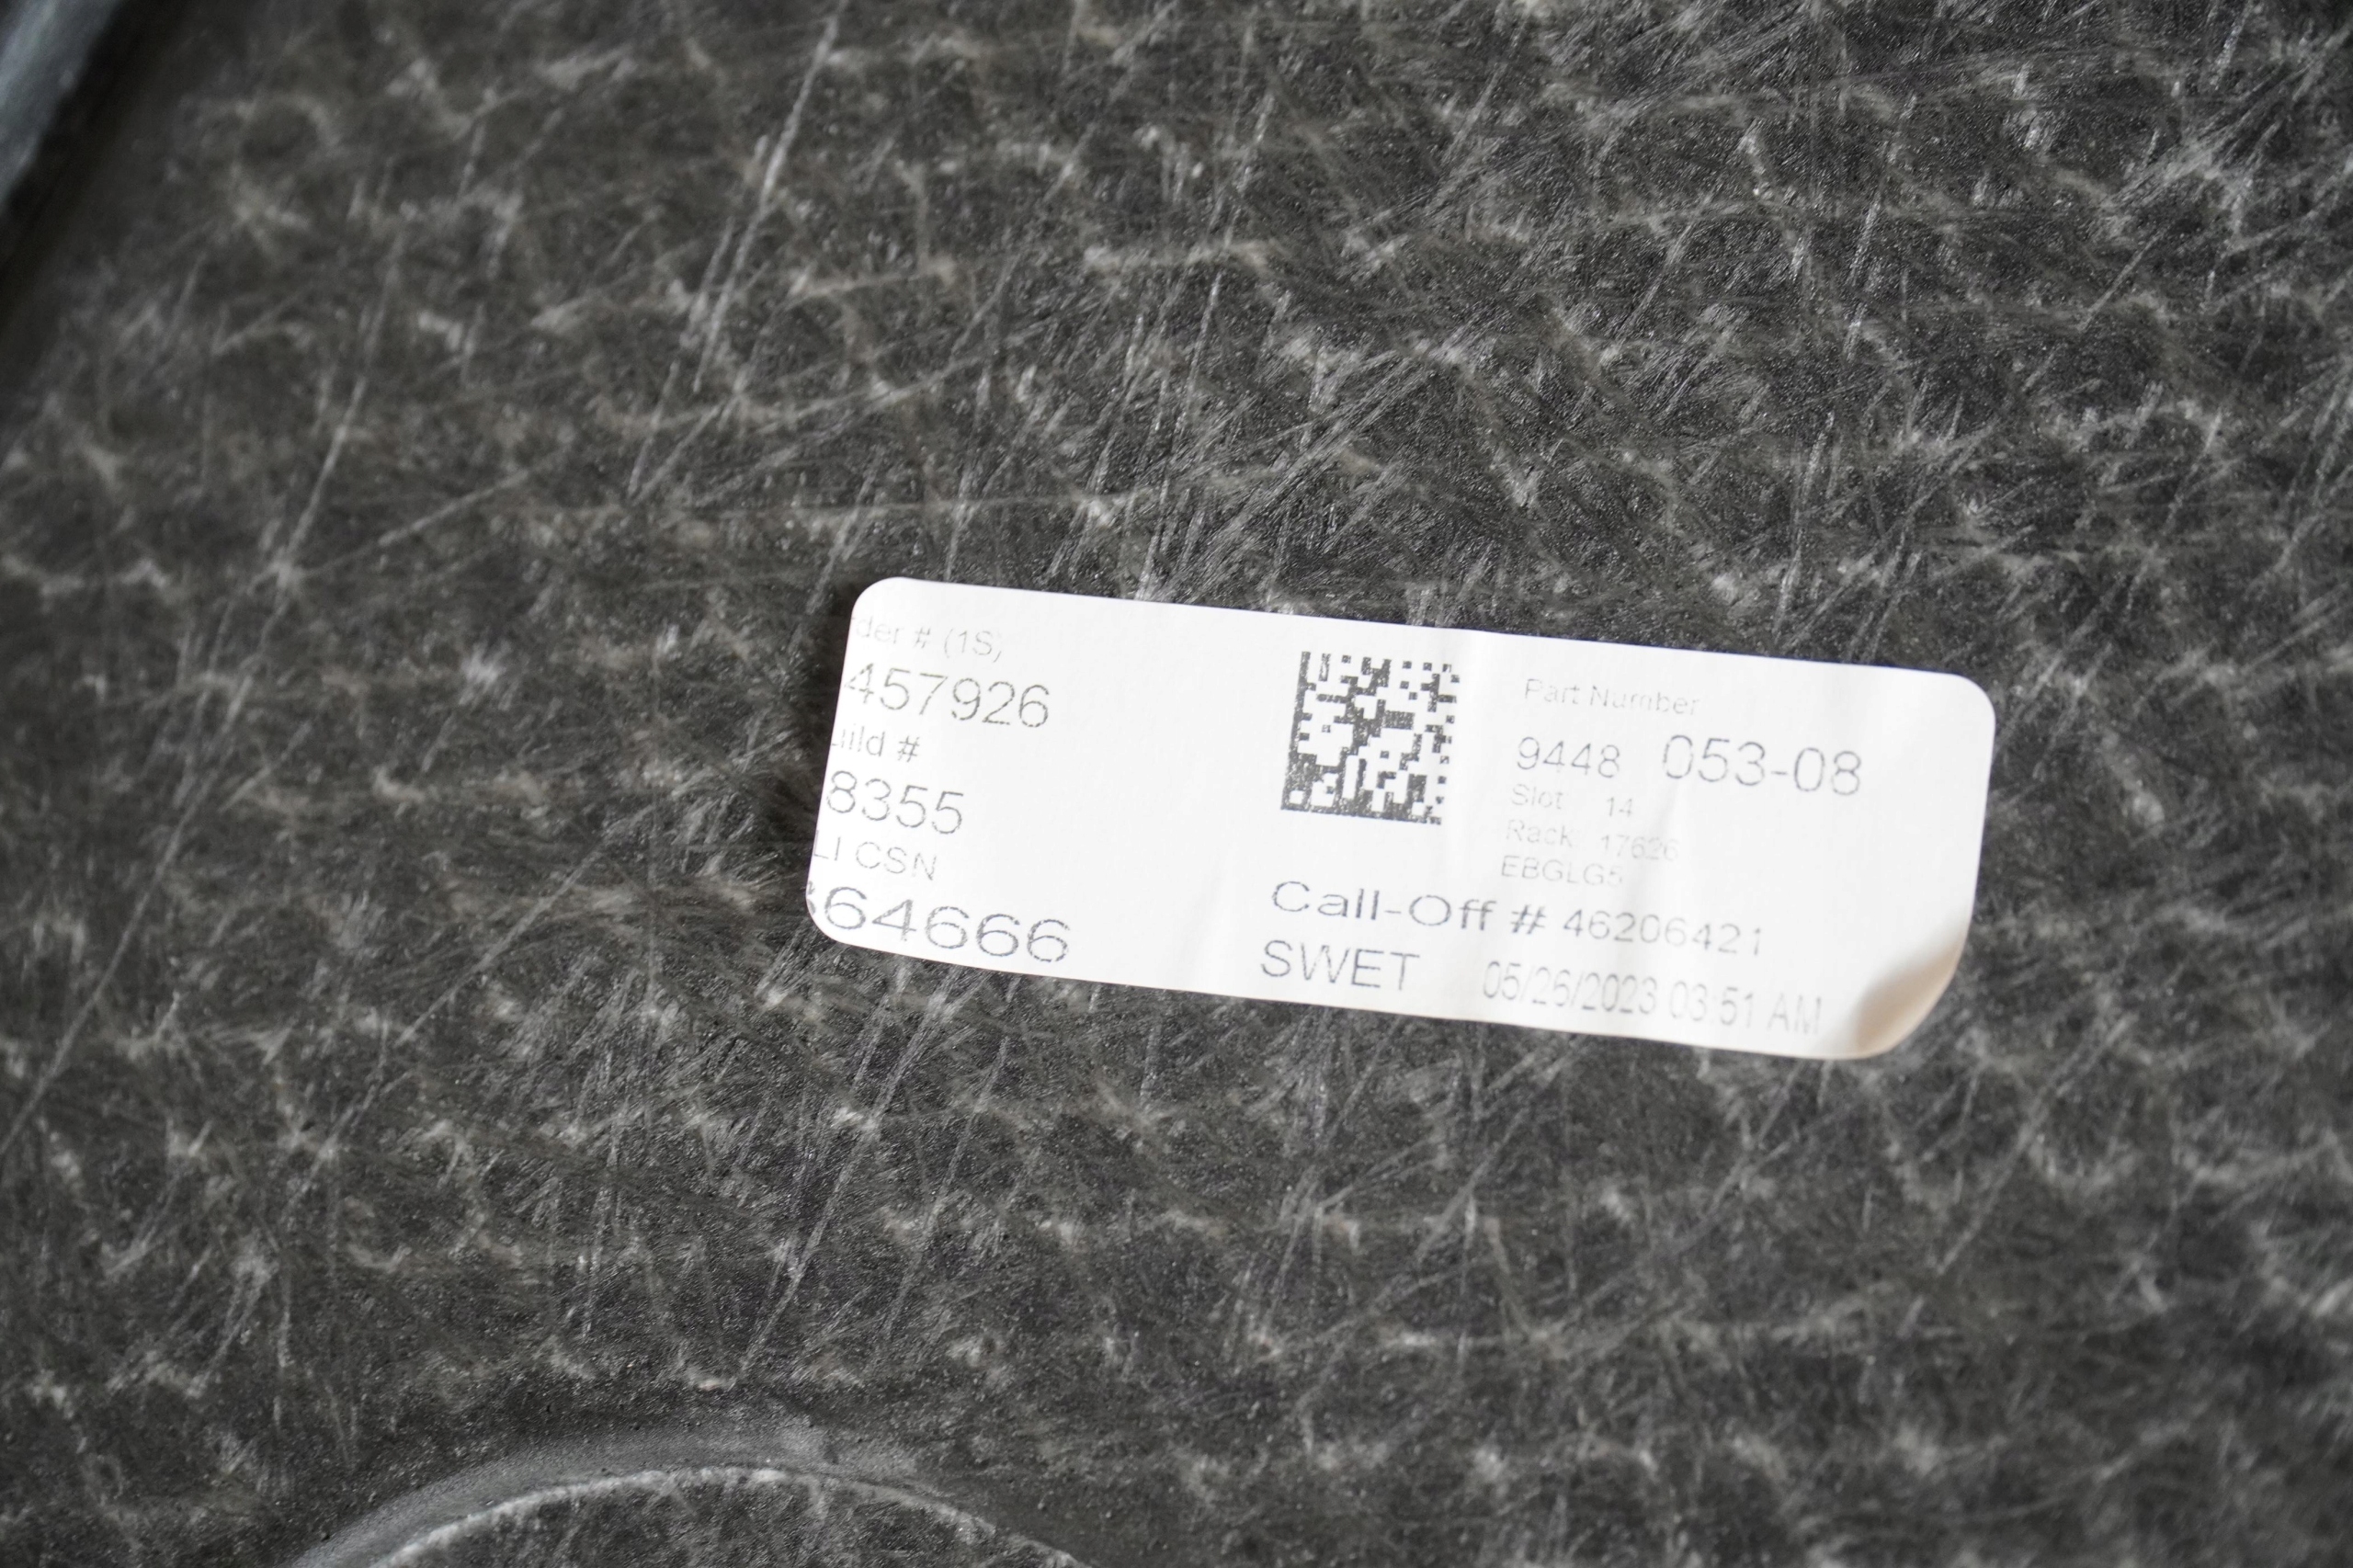 der # (1S)
457926
uild #
8355
LI CSN
64666
Part Number
9448 053-08
Slot 14
Rack 17626
EBGLG5
Call-Off # 46206421
SWET 05/26/2023 03:51 AM